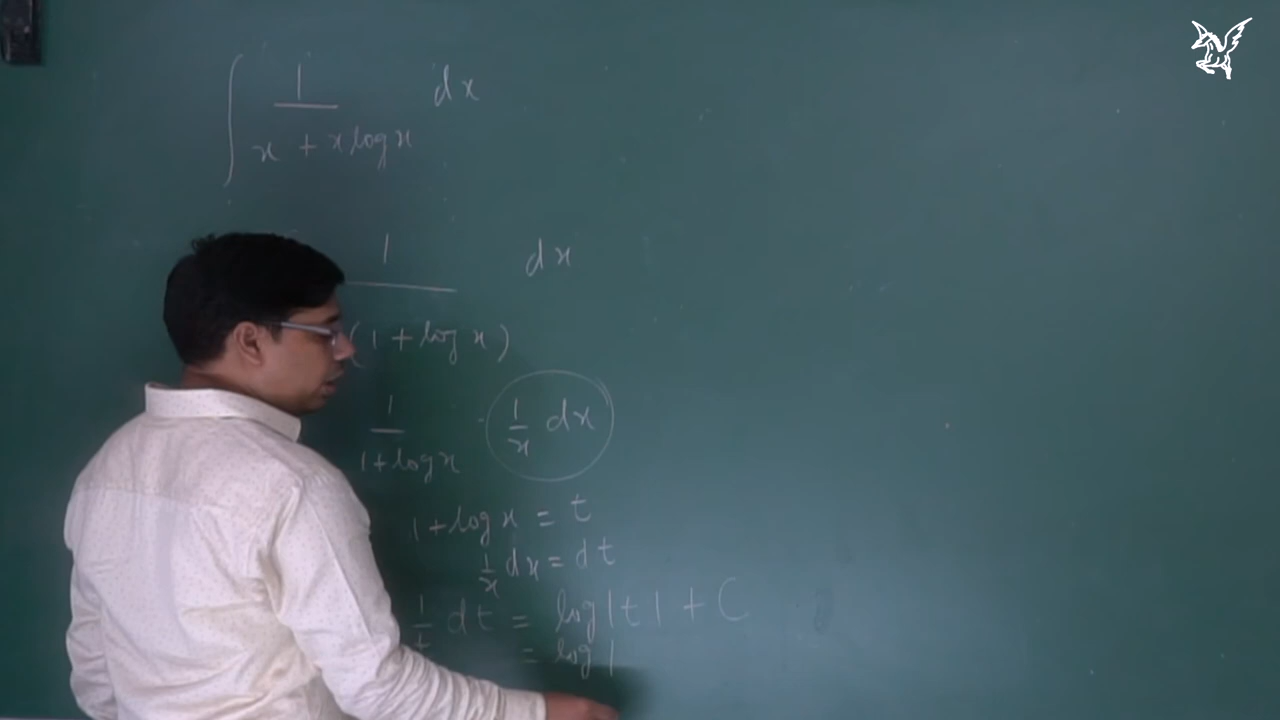 ∫ 1 / (x + x log x) dx
1 / (1 + log x) dx
1 / (1 + log x) · (1/x) dx
1 + log x = t
1/x dx = dt
1/t dt = log |t| + C
= log |